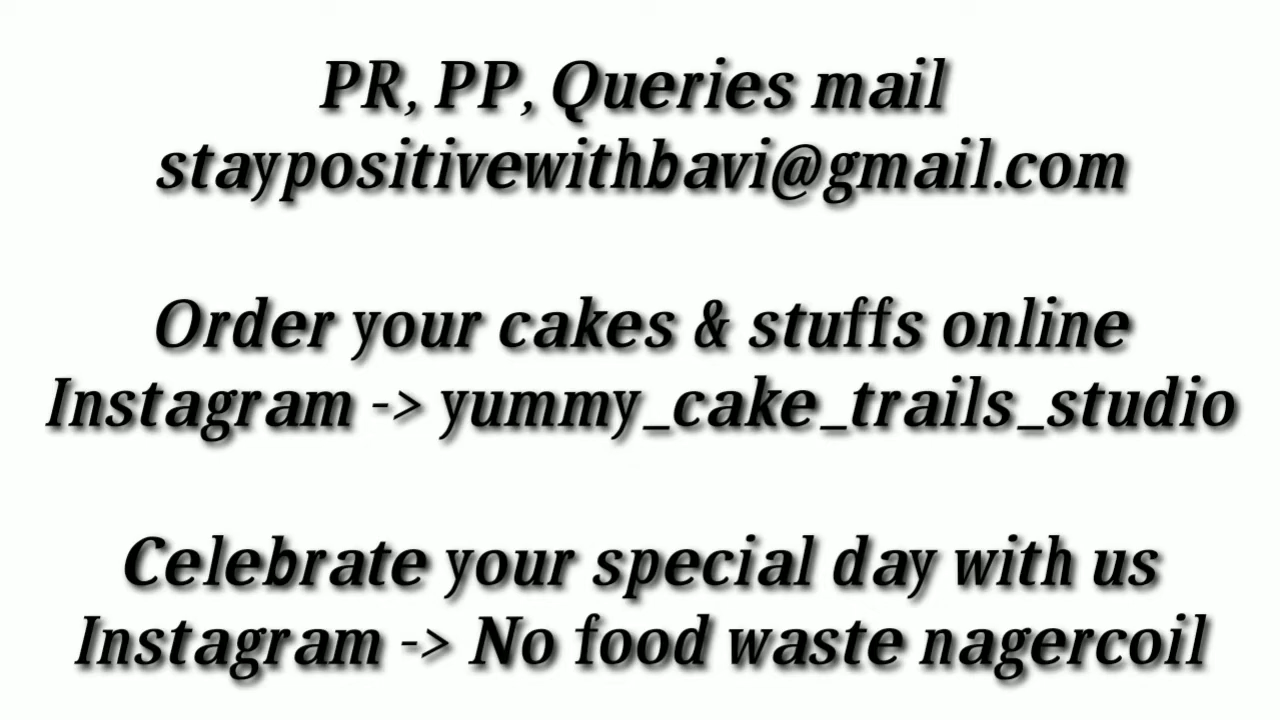 PR, PP, Queries mail
staypositivewithbavi@gmail.com
Order your cakes & stuffs online
Instagram -> yummy_cake_trails_studio
Celebrate your special day with us
Instagram -> No food waste nagercoil